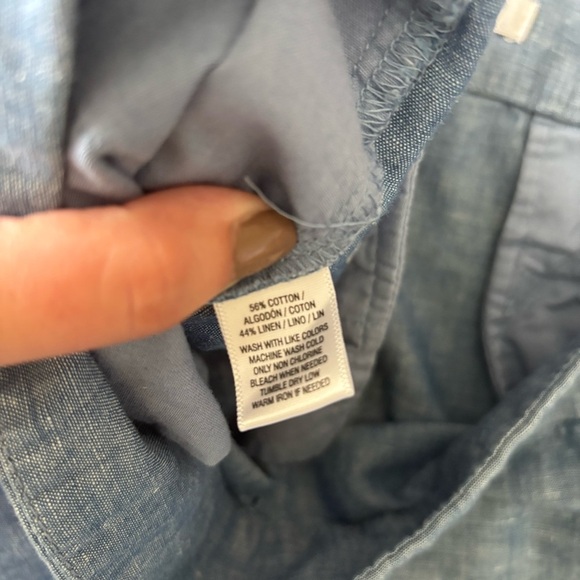 56% COTTON /
ALGODÓN / COTON
44% LINEN / LINO / LIN
WASH WITH LIKE COLORS
MACHINE WASH COLD
ONLY NON CHLORINE
BLEACH WHEN NEEDED
TUMBLE DRY LOW
WARM IRON IF NEEDED